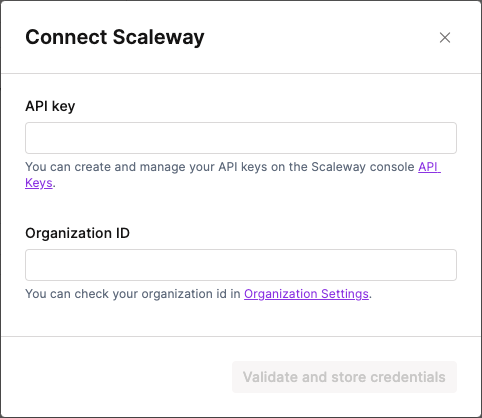 Connect Scaleway
API key
You can create and manage your API keys on the Scaleway console API
Keys.
Organization ID
You can check your organization id in Organization Settings.
Validate and store credentials